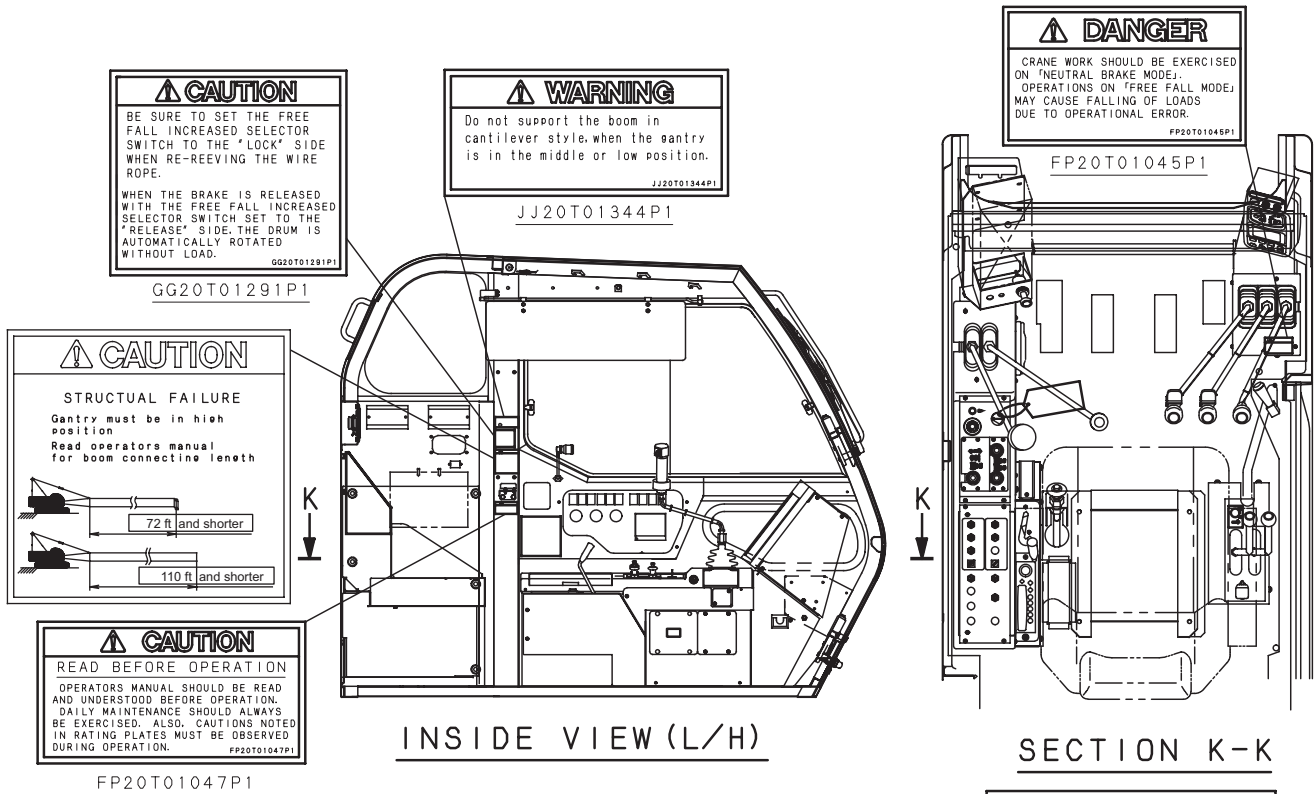 CAUTION
BE SURE TO SET THE FREE
FALL INCREASED SELECTOR
SWITCH TO THE "LOCK" SIDE
WHEN RE-REEVING THE WIRE
ROPE.
WHEN THE BRAKE IS RELEASED
WITH THE FREE FALL INCREASED
SELECTOR SWITCH SET TO THE
"RELEASE" SIDE, THE DRUM IS
AUTOMATICALLY ROTATED
WITHOUT LOAD.
GG20T01291P1
GG20T01291P1
WARNING
Do not support the boom in
cantilever style, when the gantry
is in the middle or low position.
JJ20T01344P1
JJ20T01344P1
DANGER
CRANE WORK SHOULD BE EXERCISED
ON「NEUTRAL BRAKE MODE」.
OPERATIONS ON「FREE FALL MODE」
MAY CAUSE FALLING OF LOADS
DUE TO OPERATIONAL ERROR.
FP20T01045P1
FP20T01045P1
CAUTION
STRUCTUAL FAILURE
Gantry must be in high
position
Read operators manual
for boom connecting length
72 ft and shorter
110 ft and shorter
CAUTION
READ BEFORE OPERATION
OPERATORS MANUAL SHOULD BE READ
AND UNDERSTOOD BEFORE OPERATION.
DAILY MAINTENANCE SHOULD ALWAYS
BE EXERCISED. ALSO, CAUTIONS NOTED
IN RATING PLATES MUST BE OBSERVED
DURING OPERATION.
FP20T01047P1
FP20T01047P1
K
K
INSIDE VIEW (L/H)
SECTION K-K